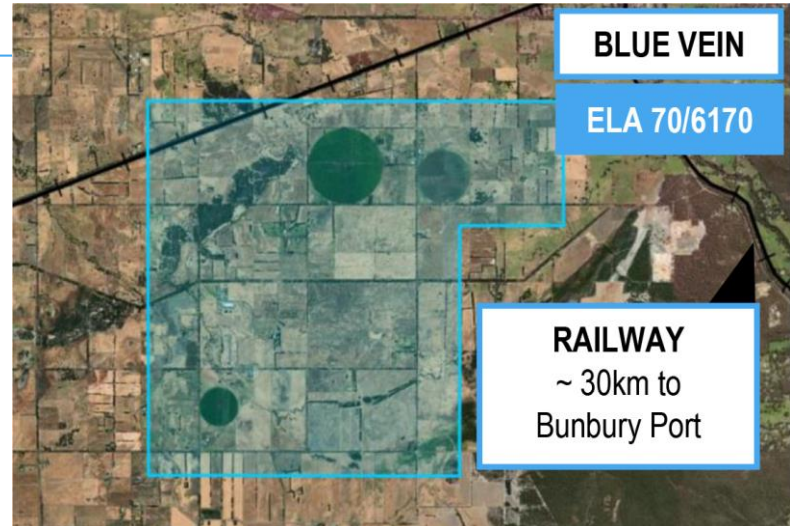 BLUE VEIN
ELA 70/6170
RAILWAY
~ 30km to
Bunbury Port